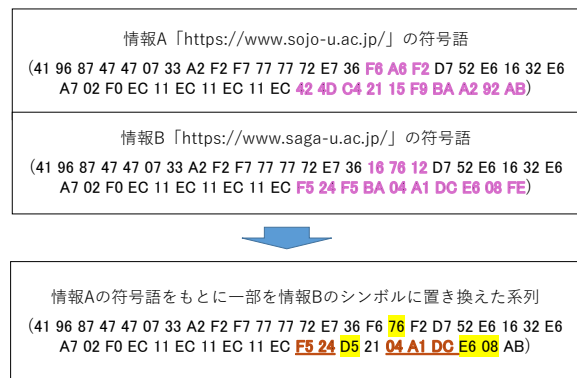 情報A「https://www.sojo-u.ac.jp/」の符号語
(41 96 87 47 47 07 33 A2 F2 F7 77 77 72 E7 36 F6 A6 F2 D7 52 E6 16 32 E6
A7 02 F0 EC 11 EC 11 EC 11 EC 42 4D C4 21 15 F9 BA A2 92 AB)
情報B「https://www.saga-u.ac.jp/」の符号語
(41 96 87 47 47 07 33 A2 F2 F7 77 77 72 E7 36 16 76 12 D7 52 E6 16 32 E6
A7 02 F0 EC 11 EC 11 EC 11 EC F5 24 F5 BA 04 A1 DC E6 08 FE)
情報Aの符号語をもとに一部を情報Bのシンボルに置き換えた系列
(41 96 87 47 47 07 33 A2 F2 F7 77 77 72 E7 36 F6 76 F2 D7 52 E6 16 32 E6
A7 02 F0 EC 11 EC 11 EC 11 EC F5 24 D5 21 04 A1 DC E6 08 AB)